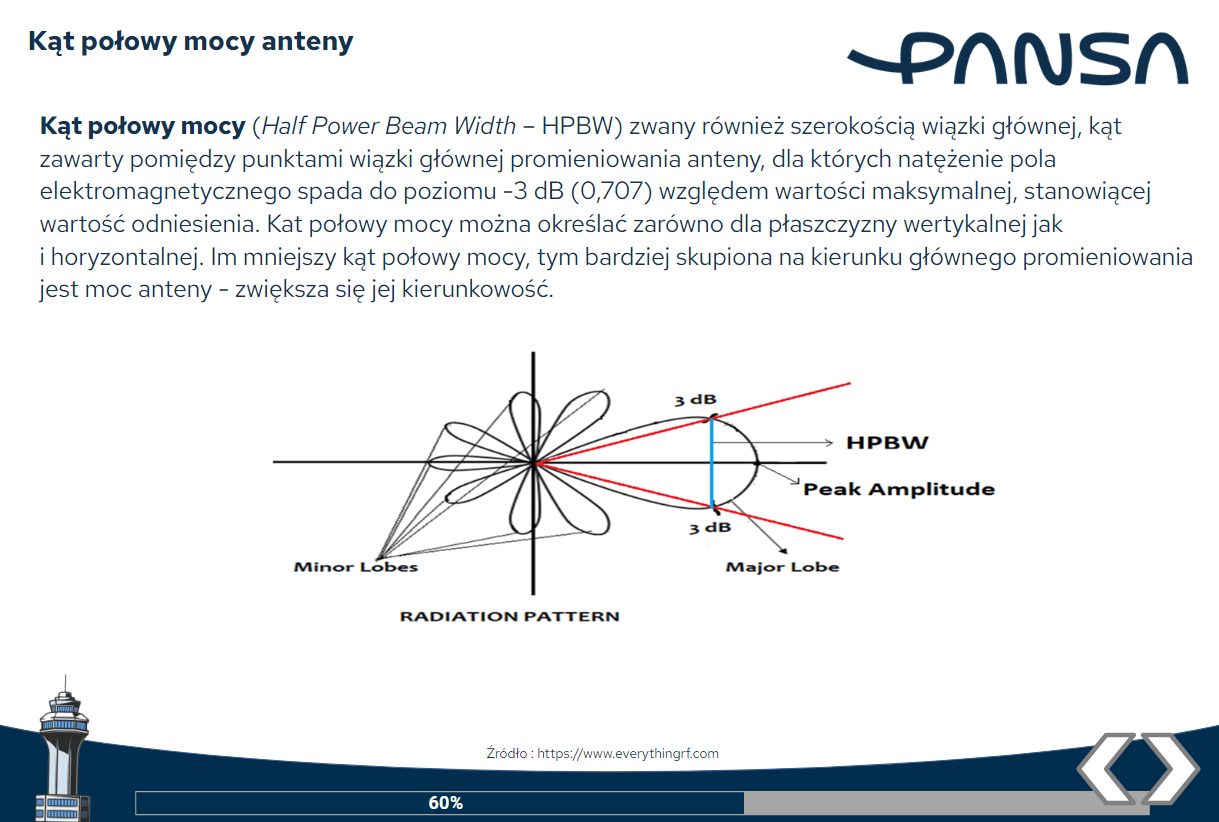 Kąt połowy mocy anteny
PANSA
Kąt połowy mocy (Half Power Beam Width – HPBW) zwany również szerokością wiązki głównej, kąt
zawarty pomiędzy punktami wiązki głównej promieniowania anteny, dla których natężenie pola
elektromagnetycznego spada do poziomu -3 dB (0,707) względem wartości maksymalnej, stanowiącej
wartość odniesienia. Kat połowy mocy można określać zarówno dla płaszczyzny wertykalnej jak
i horyzontalnej. Im mniejszy kąt połowy mocy, tym bardziej skupiona na kierunku głównego promieniowania
jest moc anteny - zwiększa się jej kierunkowość.
3 dB
HPBW
Peak Amplitude
3 dB
Minor Lobes
Major Lobe
RADIATION PATTERN
Źródło : https://www.everythingrf.com
60%